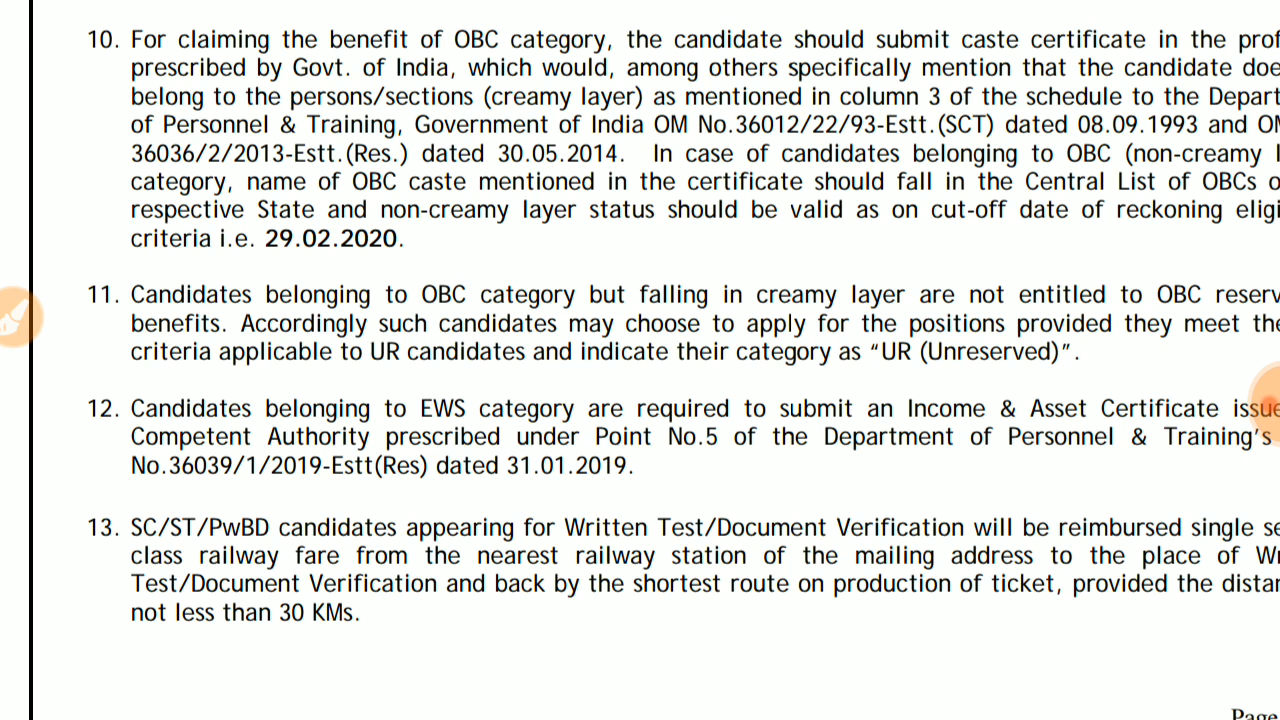 10. For claiming the benefit of OBC category, the candidate should submit caste certificate in the
prescribed by Govt. of India, which would, among others specifically mention that the candidate
belong to the persons/sections (creamy layer) as mentioned in column 3 of the schedule to the
of Personnel & Training, Government of India OM No.36012/22/93-Estt.(SCT) dated 08.09.1993 and
36036/2/2013-Estt.(Res.) dated 30.05.2014. In case of candidates belonging to OBC (non-creamy
category, name of OBC caste mentioned in the certificate should fall in the Central List of OBCs
respective State and non-creamy layer status should be valid as on cut-off date of reckoning
criteria i.e. 29.02.2020.
11. Candidates belonging to OBC category but falling in creamy layer are not entitled to OBC
benefits. Accordingly such candidates may choose to apply for the positions provided they meet
criteria applicable to UR candidates and indicate their category as “UR (Unreserved)”.
12. Candidates belonging to EWS category are required to submit an Income & Asset Certificate
Competent Authority prescribed under Point No.5 of the Department of Personnel & Training’s
No.36039/1/2019-Estt(Res) dated 31.01.2019.
13. SC/ST/PwBD candidates appearing for Written Test/Document Verification will be reimbursed single
class railway fare from the nearest railway station of the mailing address to the place of
Test/Document Verification and back by the shortest route on production of ticket, provided the
not less than 30 KMs.
Page